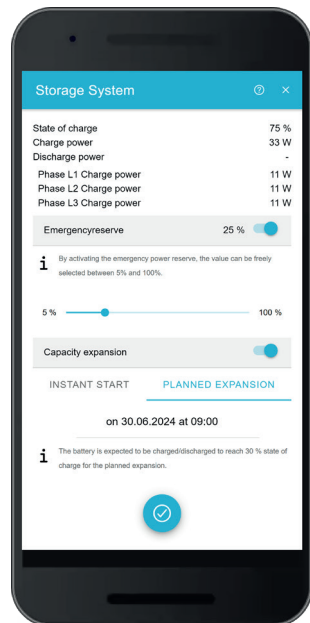 Storage System
State of charge 75 %
Charge power 33 W
Discharge power -
Phase L1 Charge power 11 W
Phase L2 Charge power 11 W
Phase L3 Charge power 11 W
Emergencyreserve 25 %
By activating the emergency power reserve, the value can be freely
selected between 5% and 100%.
5 % 100 %
Capacity expansion
INSTANT START PLANNED EXPANSION
on 30.06.2024 at 09:00
The battery is expected to be charged/discharged to reach 30 % state of
charge for the planned expansion.